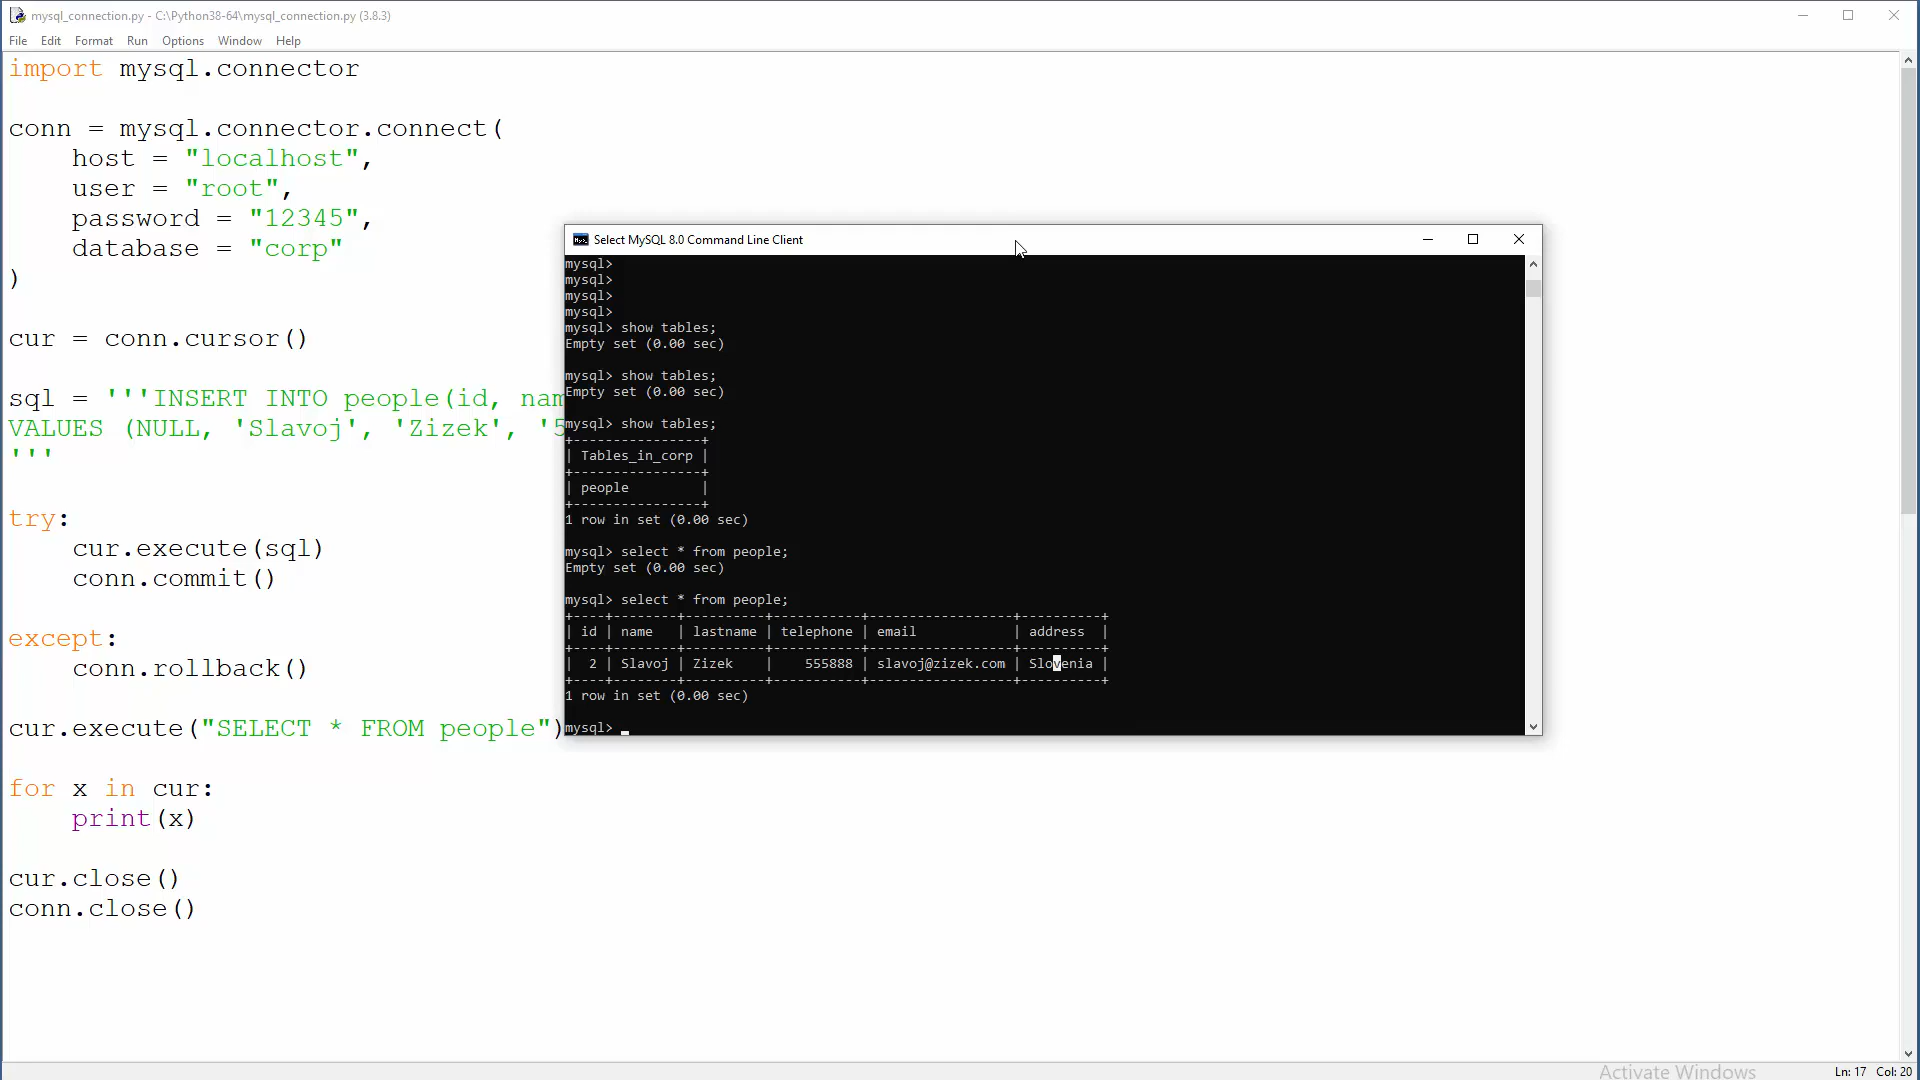 mysql_connection.py - C:\Python38-64\mysql_connection.py (3.8.3)
File Edit Format Run Options Window Help
import mysql.connector
conn = mysql.connector.connect(
    host = "localhost",
    user = "root",
    password = "12345",
    database = "corp"
)
cur = conn.cursor()
sql = '''INSERT INTO people(id, nam
VALUES (NULL, 'Slavoj', 'Zizek', '5
'''
try:
    cur.execute(sql)
    conn.commit()
except:
    conn.rollback()
cur.execute("SELECT * FROM people")
for x in cur:
    print(x)
cur.close()
conn.close()
Select MySQL 8.0 Command Line Client
mysql>
mysql>
mysql>
mysql>
mysql> show tables;
Empty set (0.00 sec)
mysql> show tables;
Empty set (0.00 sec)
mysql> show tables;
+----------------+
| Tables_in_corp |
+----------------+
| people         |
+----------------+
1 row in set (0.00 sec)
mysql> select * from people;
Empty set (0.00 sec)
mysql> select * from people;
+----+--------+----------+-----------+------------------+----------+
| id | name   | lastname | telephone | email            | address  |
+----+--------+----------+-----------+------------------+----------+
|  2 | Slavoj | Zizek    |    555888 | slavoj@zizek.com | Slovenia |
+----+--------+----------+-----------+------------------+----------+
1 row in set (0.00 sec)
mysql>
Activate Windows
Ln: 17 Col: 20